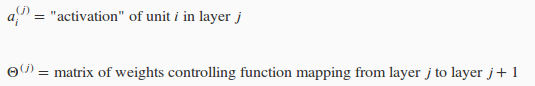 a_i^{(j)} = "activation" of unit i in layer j
Θ^{(j)} = matrix of weights controlling function mapping from layer j to layer j + 1